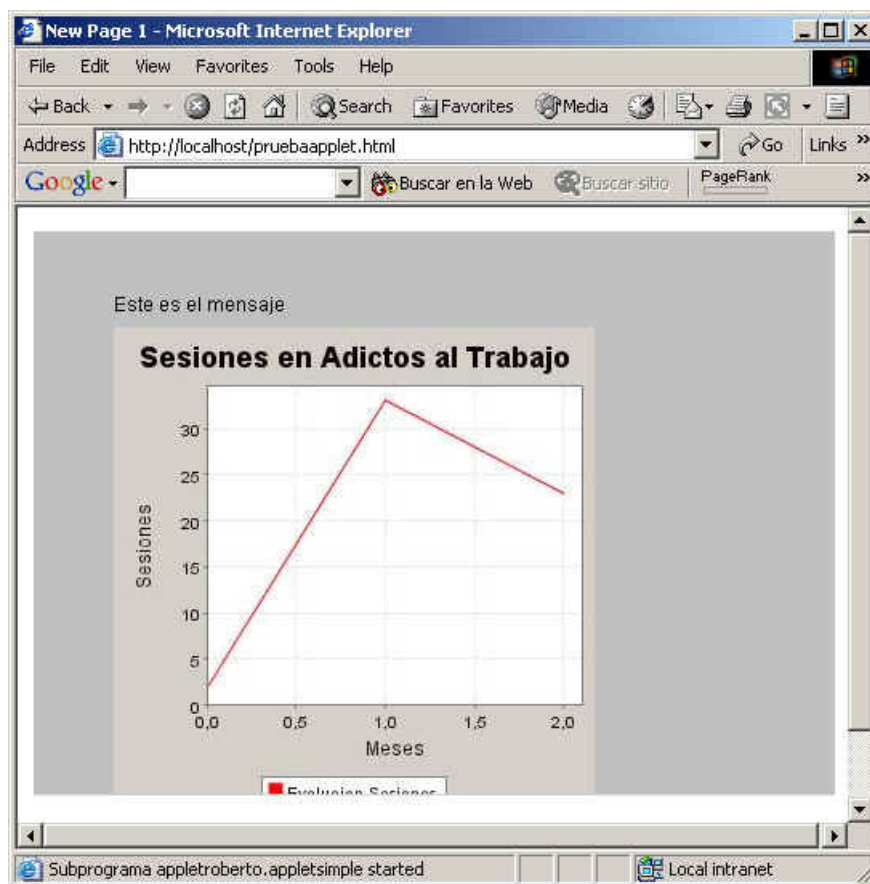 New Page 1 - Microsoft Internet Explorer
File Edit View Favorites Tools Help
Back Search Favorites Media
Address http://localhost/pruebaapplet.html Go Links »
Google Buscar en la Web Buscar sitio PageRank »
Este es el mensaje
Sesiones en Adictos al Trabajo
Sesiones
30
25
20
15
10
5
0
0,0 0,5 1,0 1,5 2,0
Meses
Evolucion Sesiones
Subprograma appletroberto.appletsimple started Local intranet